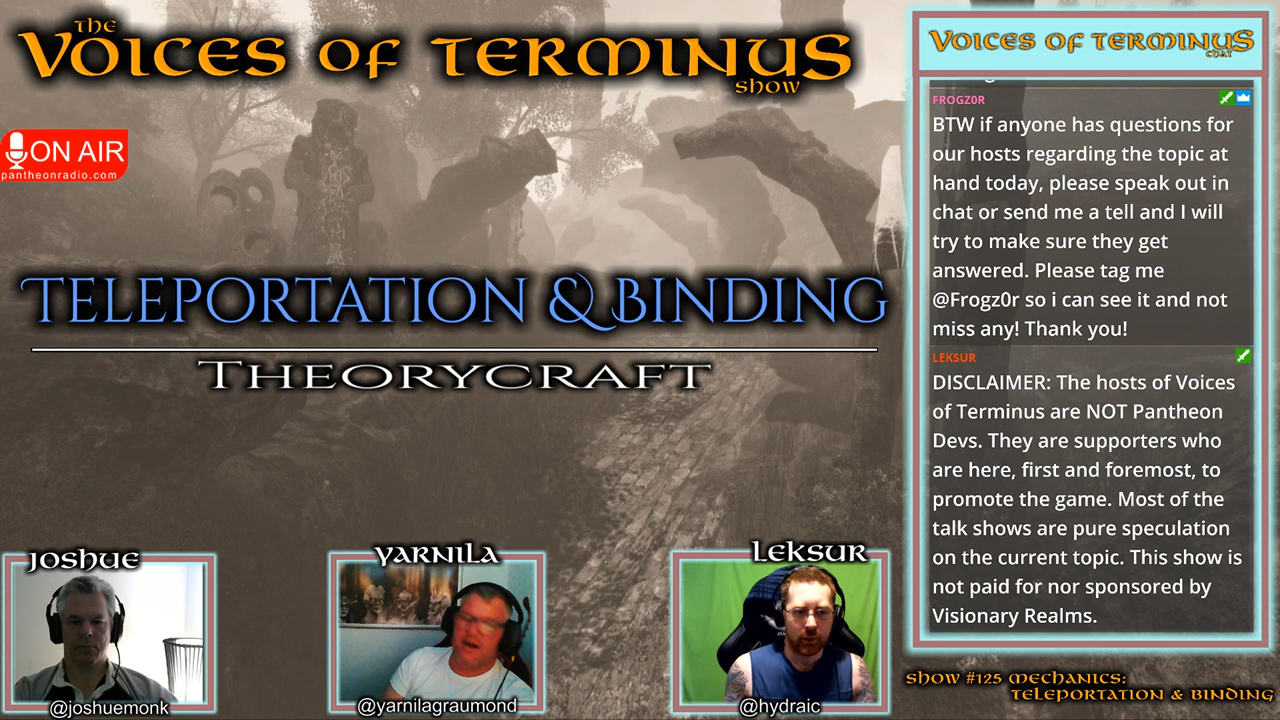 THE
VOICES OF TERMINUS
SHOW
ON AIR
pantheonradio.com
TELEPORTATION & BINDING
THEORYCRAFT
JOSHUE
@joshuemonk
YARNILA
@yarnilagraumond
LEKSUR
@hydraic
VOICES OF TERMINUS
CHAT
FROGZ0R
BTW if anyone has questions for
our hosts regarding the topic at
hand today, please speak out in
chat or send me a tell and I will
try to make sure they get
answered. Please tag me
@Frogz0r so i can see it and not
miss any! Thank you!
LEKSUR
DISCLAIMER: The hosts of Voices
of Terminus are NOT Pantheon
Devs. They are supporters who
are here, first and foremost, to
promote the game. Most of the
talk shows are pure speculation
on the current topic. This show is
not paid for nor sponsored by
Visionary Realms.
SHOW #125 MECHANICS:
TELEPORTATION & BINDING